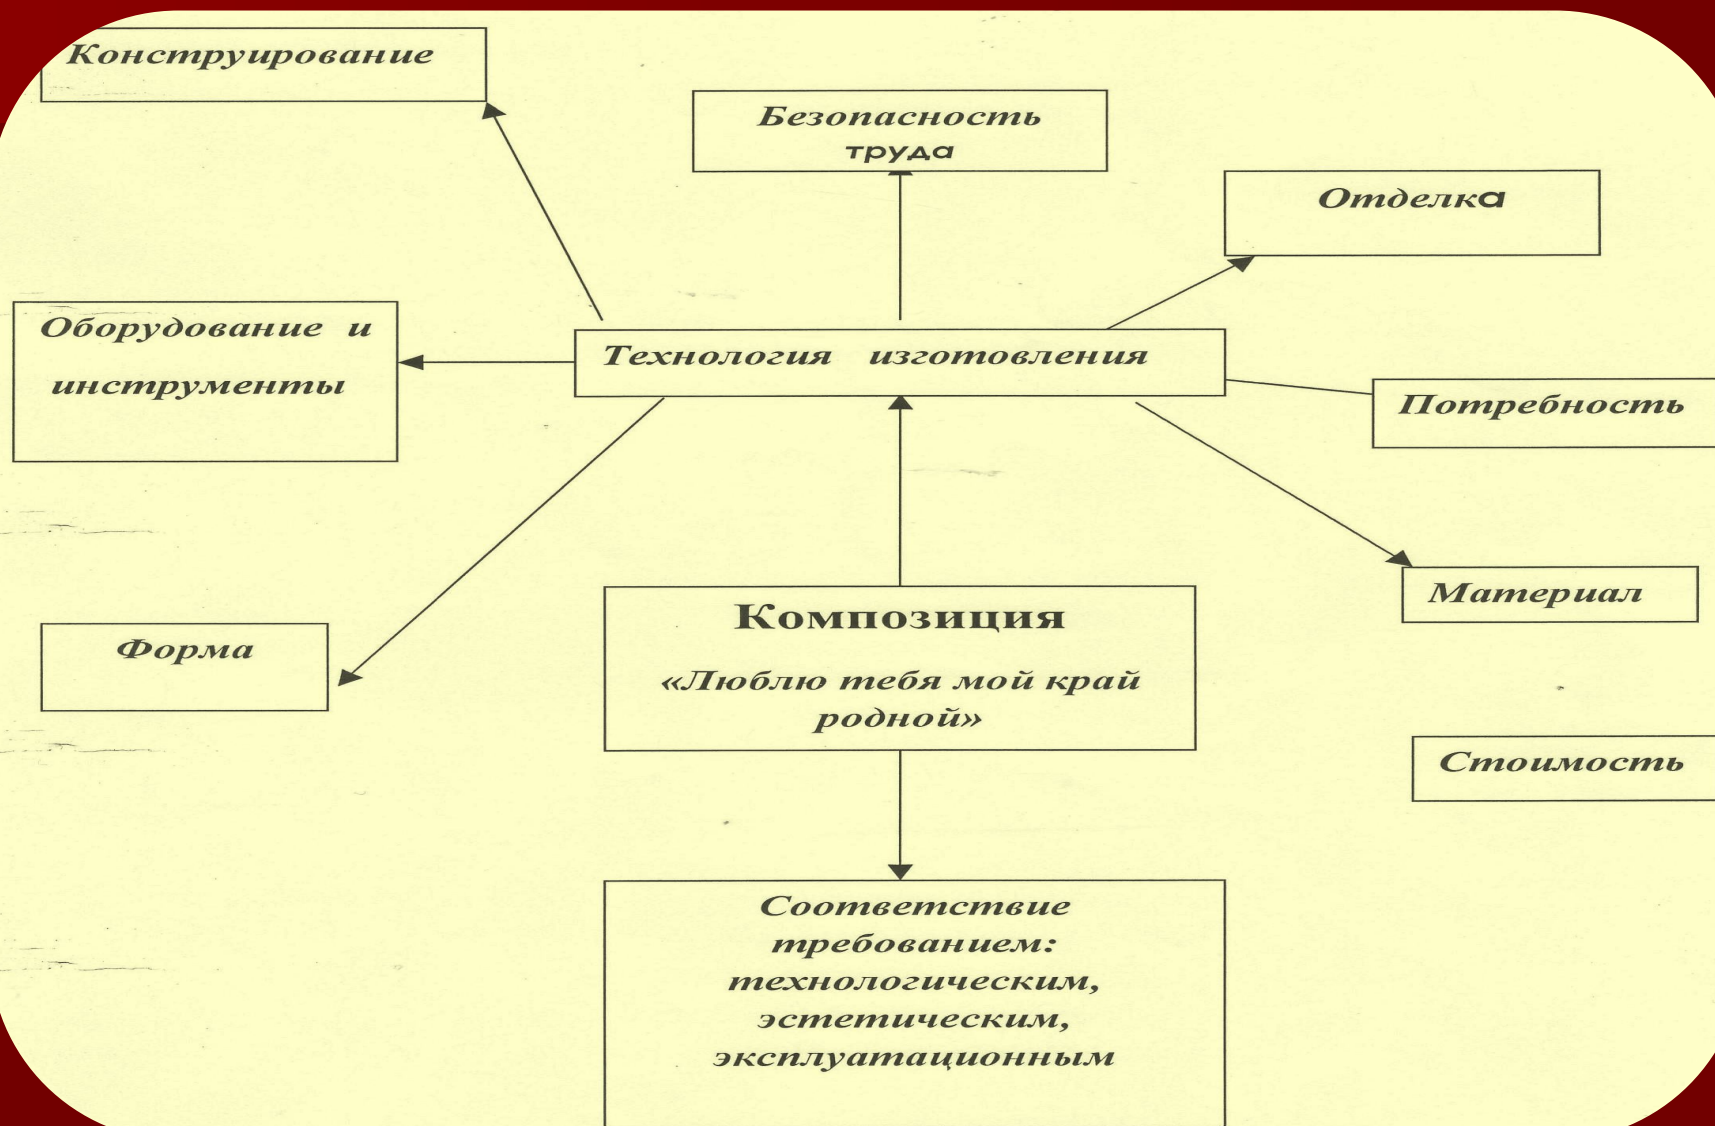 Конструирование
Безопасность
труда
Отделка
Оборудование и
инструменты
Технология изготовления
Потребность
Материал
Форма
Композиция
«Люблю тебя мой край
родной»
Стоимость
Соответствие
требованием:
технологическим,
эстетическим,
эксплуатационным